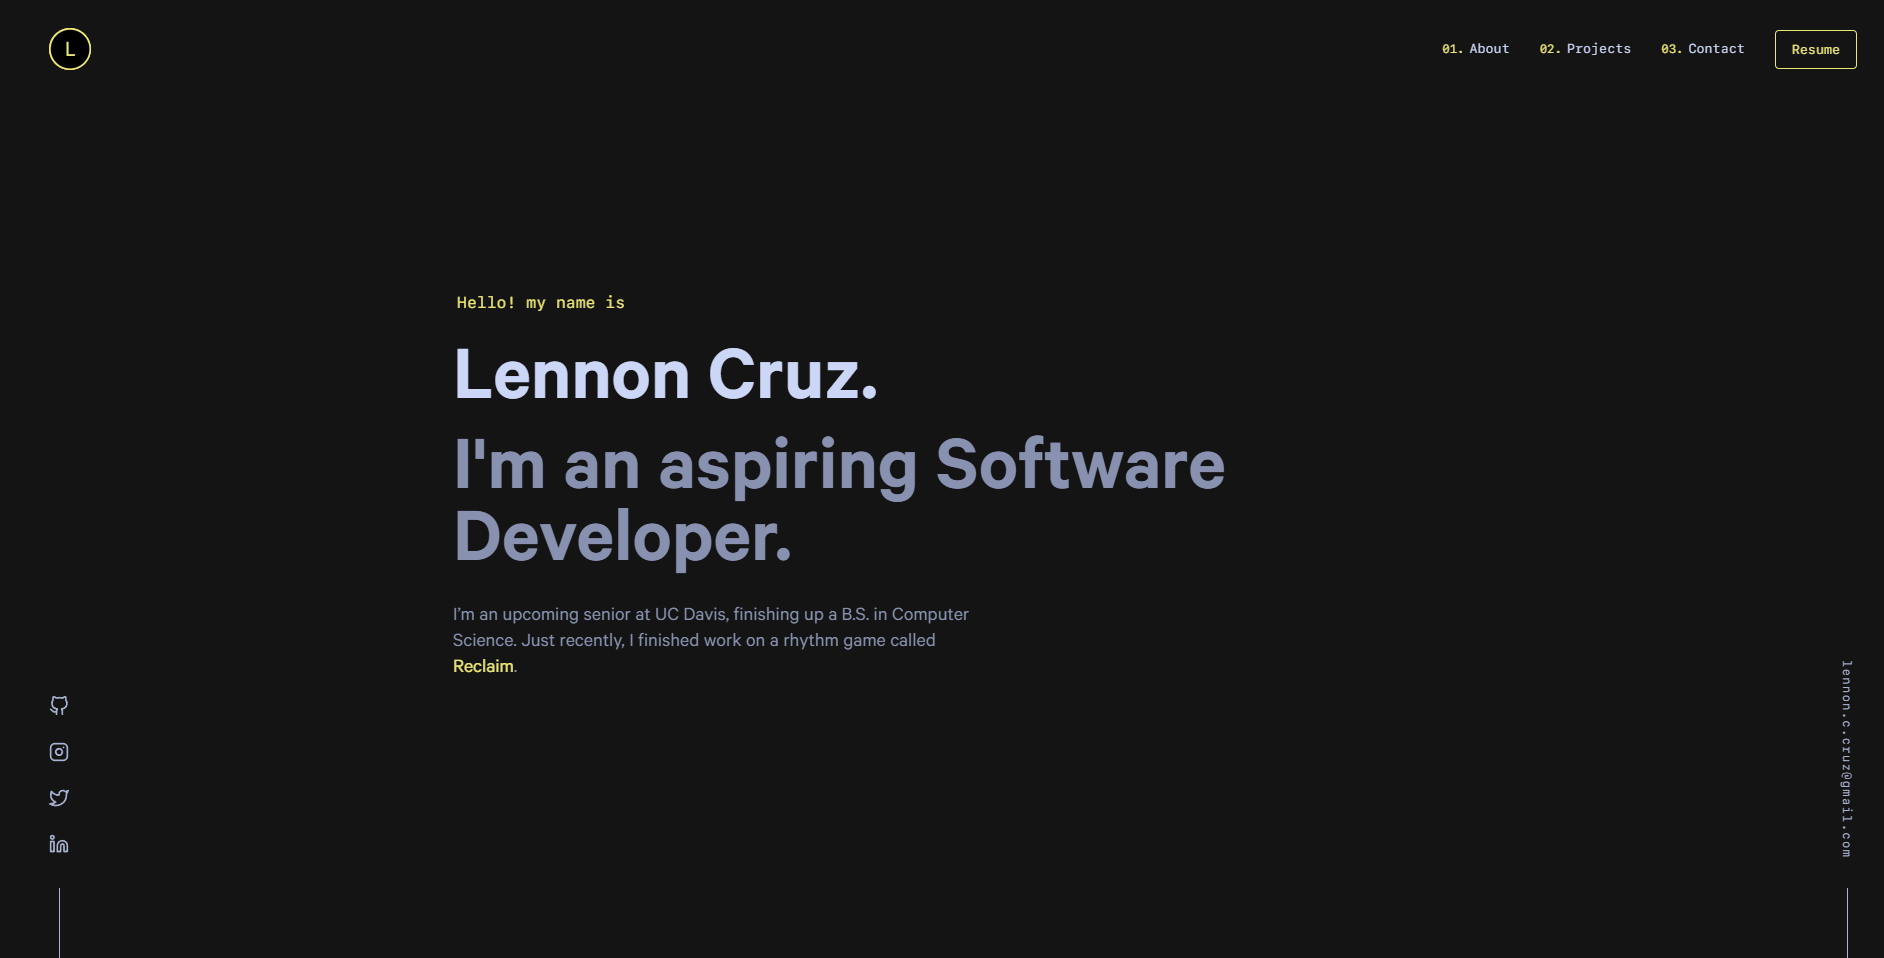 L
01. About 02. Projects 03. Contact Resume
Hello! my name is
Lennon Cruz.
I'm an aspiring Software
Developer.
I’m an upcoming senior at UC Davis, finishing up a B.S. in Computer
Science. Just recently, I finished work on a rhythm game called
Reclaim.
lennon.c.cruz@gmail.com